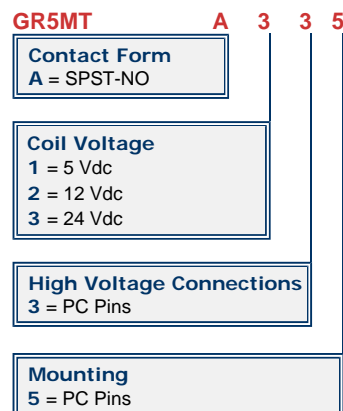 GR5MT A 3 3 5
Contact Form
A = SPST-NO
Coil Voltage
1 = 5 Vdc
2 = 12 Vdc
3 = 24 Vdc
High Voltage Connections
3 = PC Pins
Mounting
5 = PC Pins